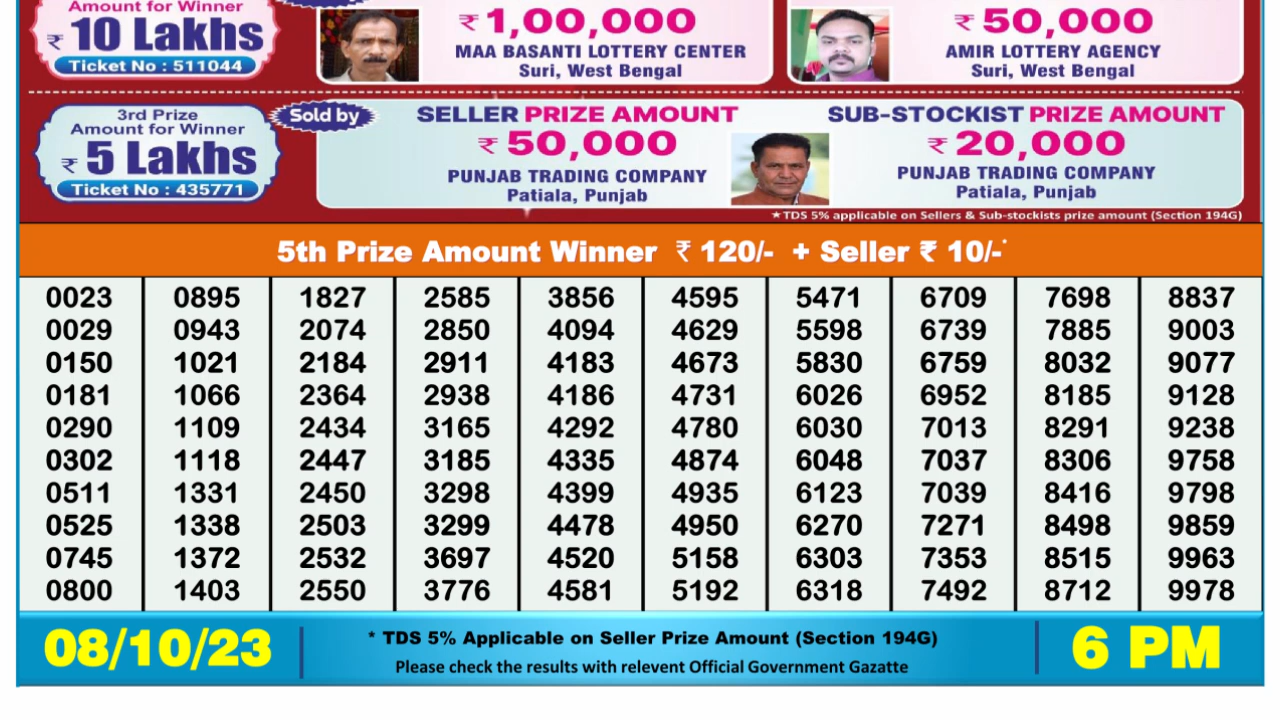 Amount for Winner
₹ 10 Lakhs
Ticket No : 511044
₹ 1,00,000
MAA BASANTI LOTTERY CENTER
Suri, West Bengal
₹ 50,000
AMIR LOTTERY AGENCY
Suri, West Bengal
3rd Prize
Amount for Winner
₹ 5 Lakhs
Ticket No : 435771
Sold by
SELLER PRIZE AMOUNT
₹ 50,000
PUNJAB TRADING COMPANY
Patiala, Punjab
SUB-STOCKIST PRIZE AMOUNT
₹ 20,000
PUNJAB TRADING COMPANY
Patiala, Punjab
★TDS 5% applicable on Sellers & Sub-stockists prize amount (Section 194G)
5th Prize Amount Winner ₹ 120/- + Seller ₹ 10/-*
0023 0895 1827 2585 3856 4595 5471 6709 7698 8837
0029 0943 2074 2850 4094 4629 5598 6739 7885 9003
0150 1021 2184 2911 4183 4673 5830 6759 8032 9077
0181 1066 2364 2938 4186 4731 6026 6952 8185 9128
0290 1109 2434 3165 4292 4780 6030 7013 8291 9238
0302 1118 2447 3185 4335 4874 6048 7037 8306 9758
0511 1331 2450 3298 4399 4935 6123 7039 8416 9798
0525 1338 2503 3299 4478 4950 6270 7271 8498 9859
0745 1372 2532 3697 4520 5158 6303 7353 8515 9963
0800 1403 2550 3776 4581 5192 6318 7492 8712 9978
08/10/23
* TDS 5% Applicable on Seller Prize Amount (Section 194G)
Please check the results with relevent Official Government Gazatte
6 PM